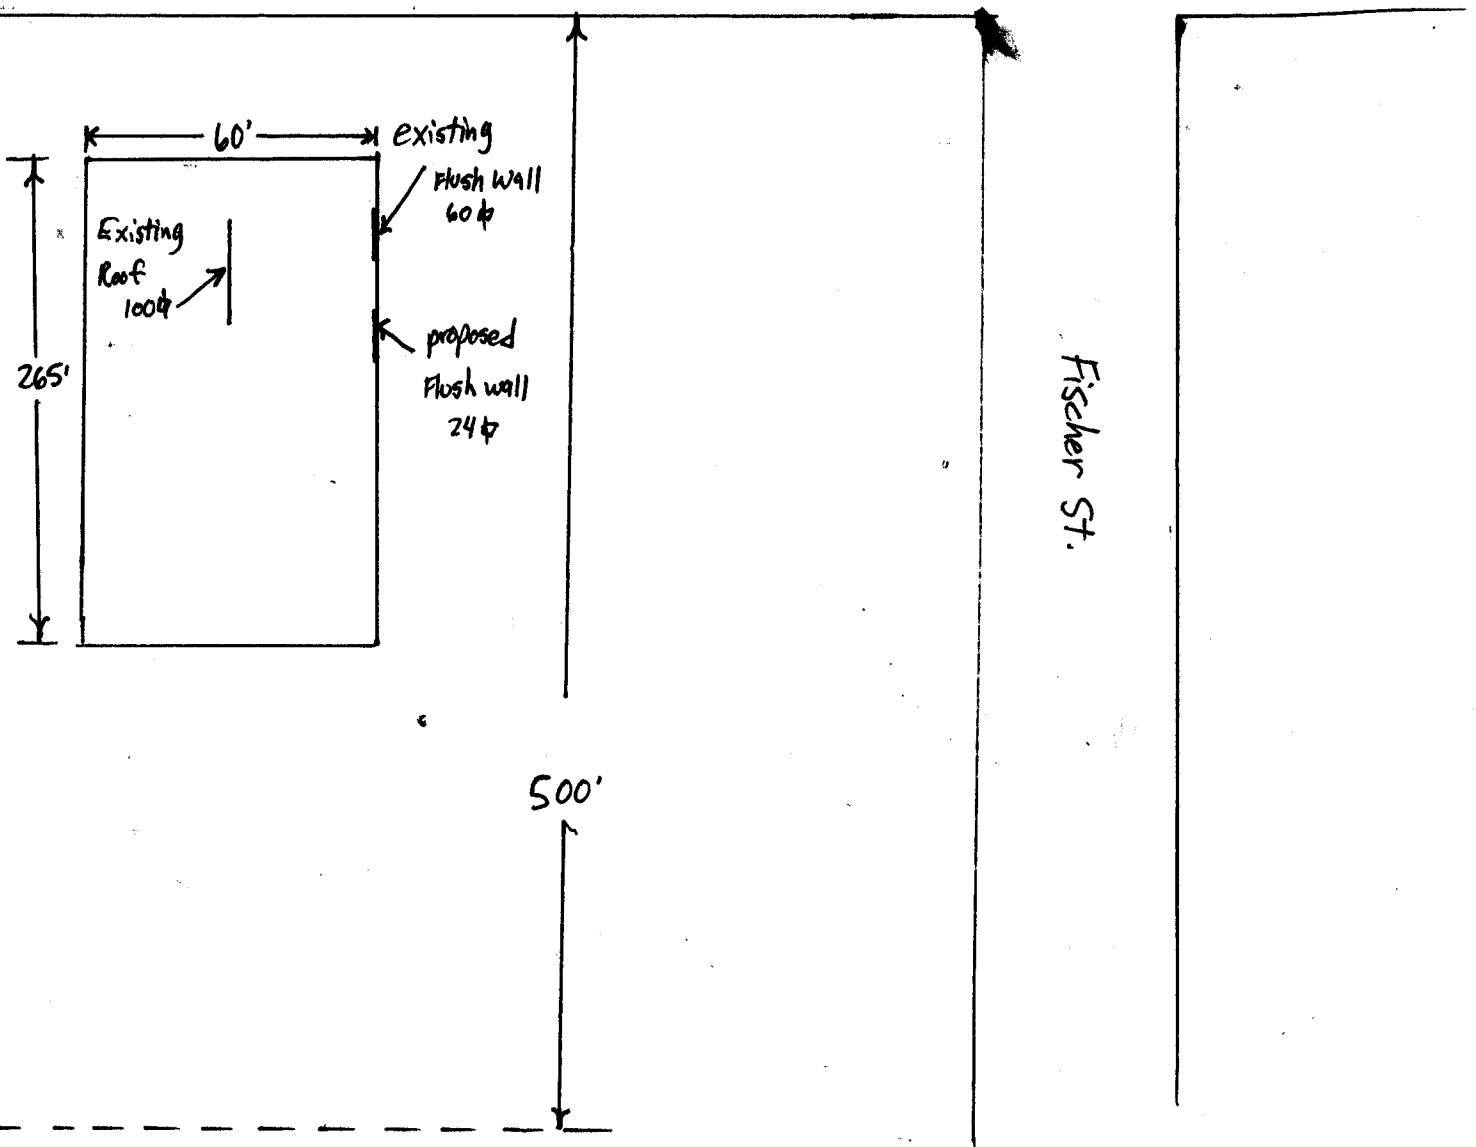 60'
existing
Flush Wall
60⌽
Existing
Roof
100⌽
proposed
Flush wall
24⌽
265'
500'
Fischer St.